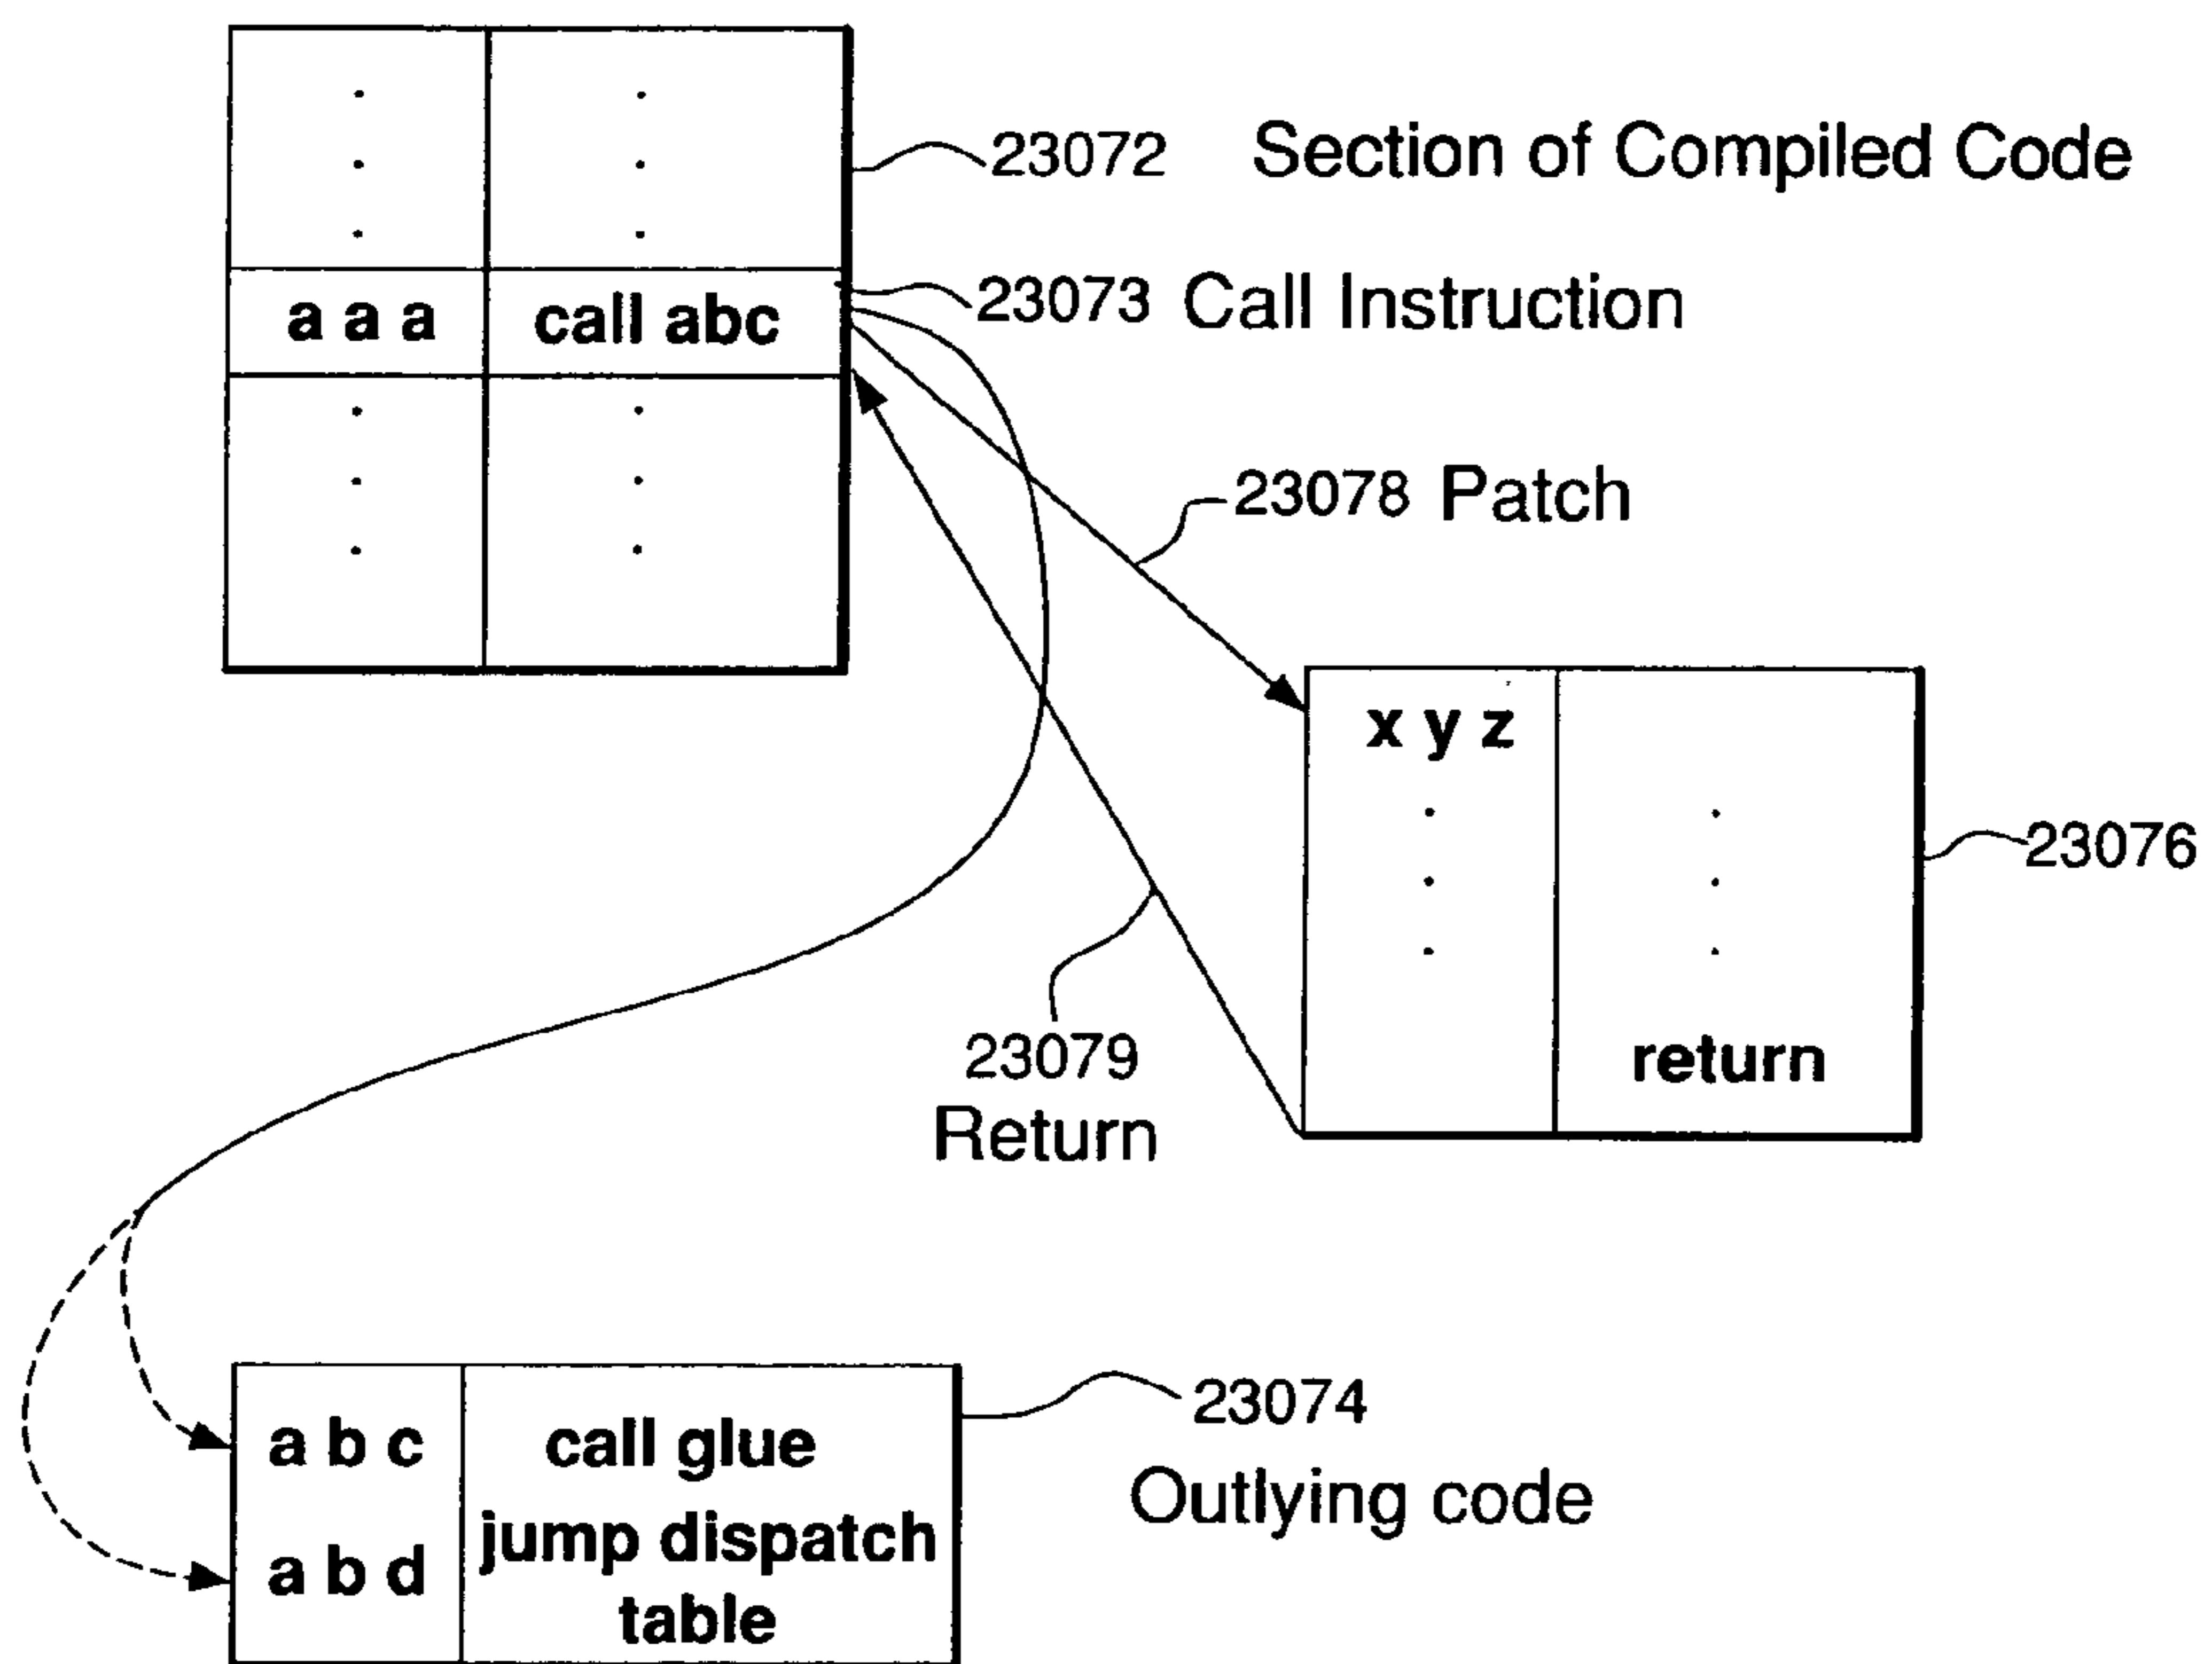 23072 Section of Compiled Code
23073 Call Instruction
a a a call abc
23078 Patch
x y z
23076
23079
Return
return
23074
a b c call glue
Outlying code
jump dispatch
a b d
table